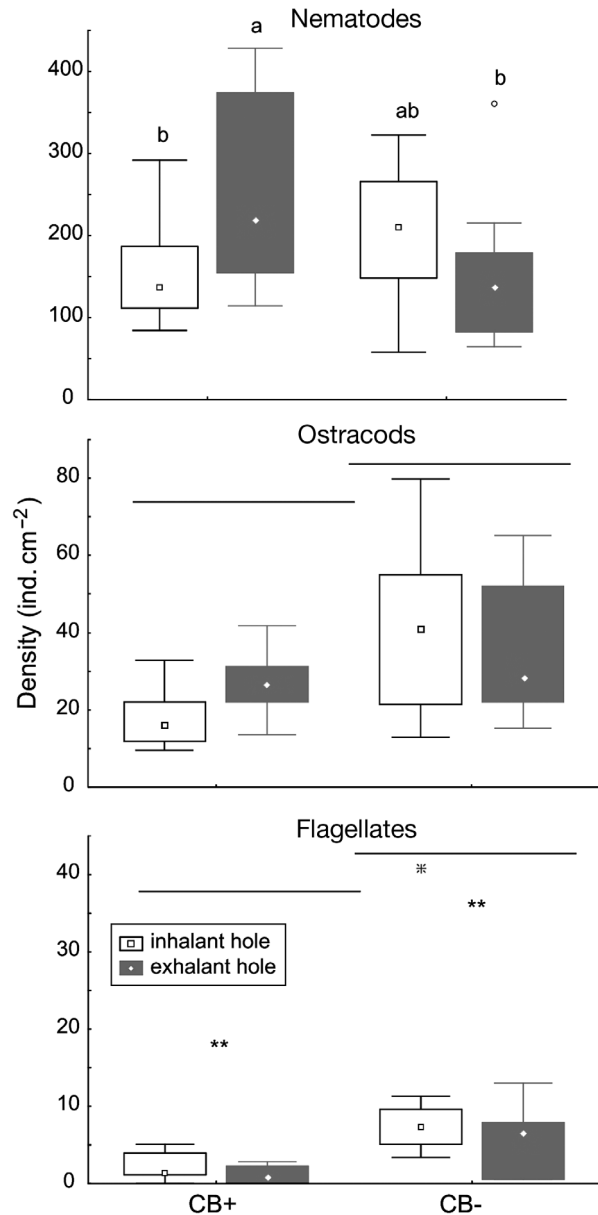 Nematodes
a
b
ab
b
400
300
200
100
0
Ostracods
80
60
40
20
0
Density (ind. cm−2)
Flagellates
40
30
20
10
0
inhalant hole
exhalant hole
**
**
CB+
CB-